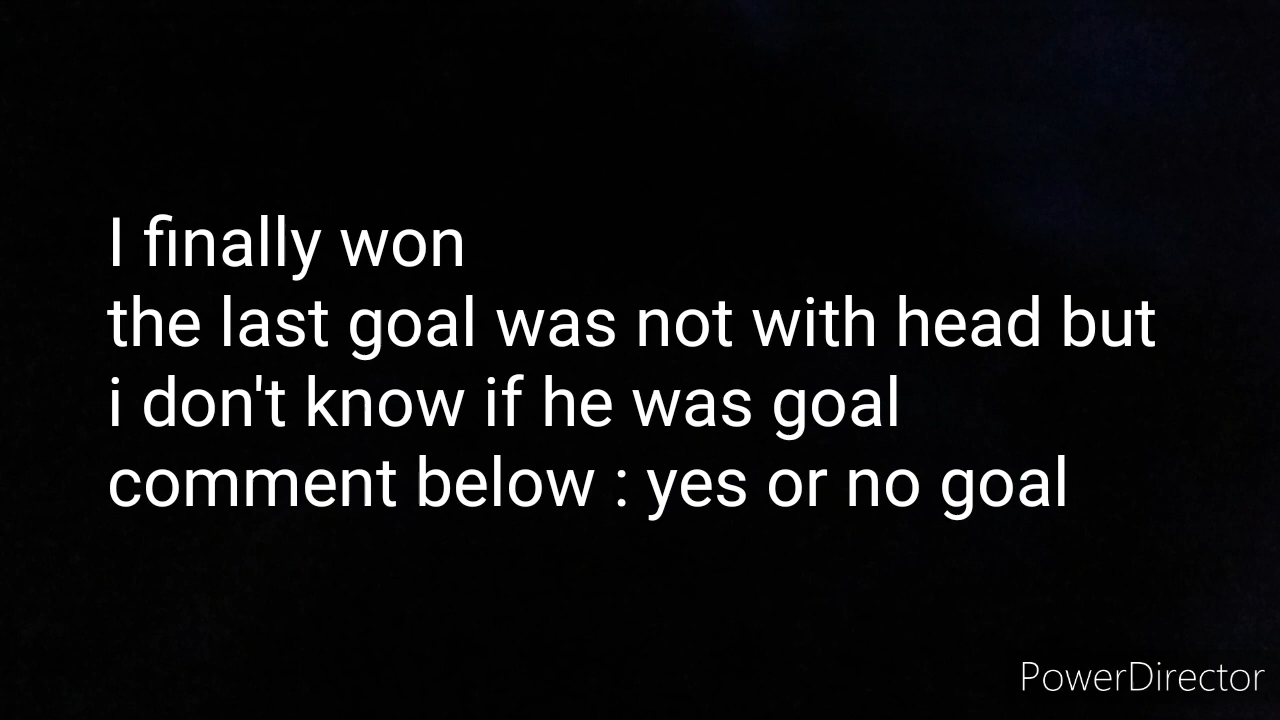 I finally won
the last goal was not with head but
i don't know if he was goal
comment below : yes or no goal
PowerDirector